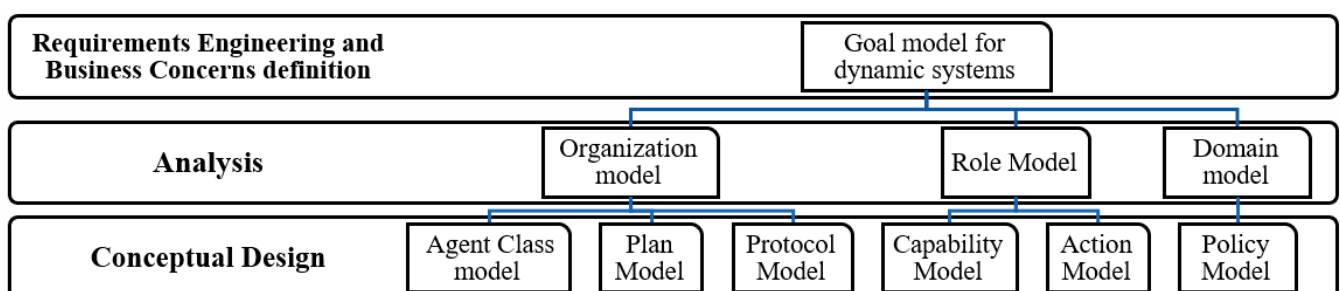 Requirements Engineering and
Business Concerns definition
Goal model for
dynamic systems
Analysis
Organization
model
Role Model
Domain
model
Conceptual Design
Agent Class
model
Plan
Model
Protocol
Model
Capability
Model
Action
Model
Policy
Model